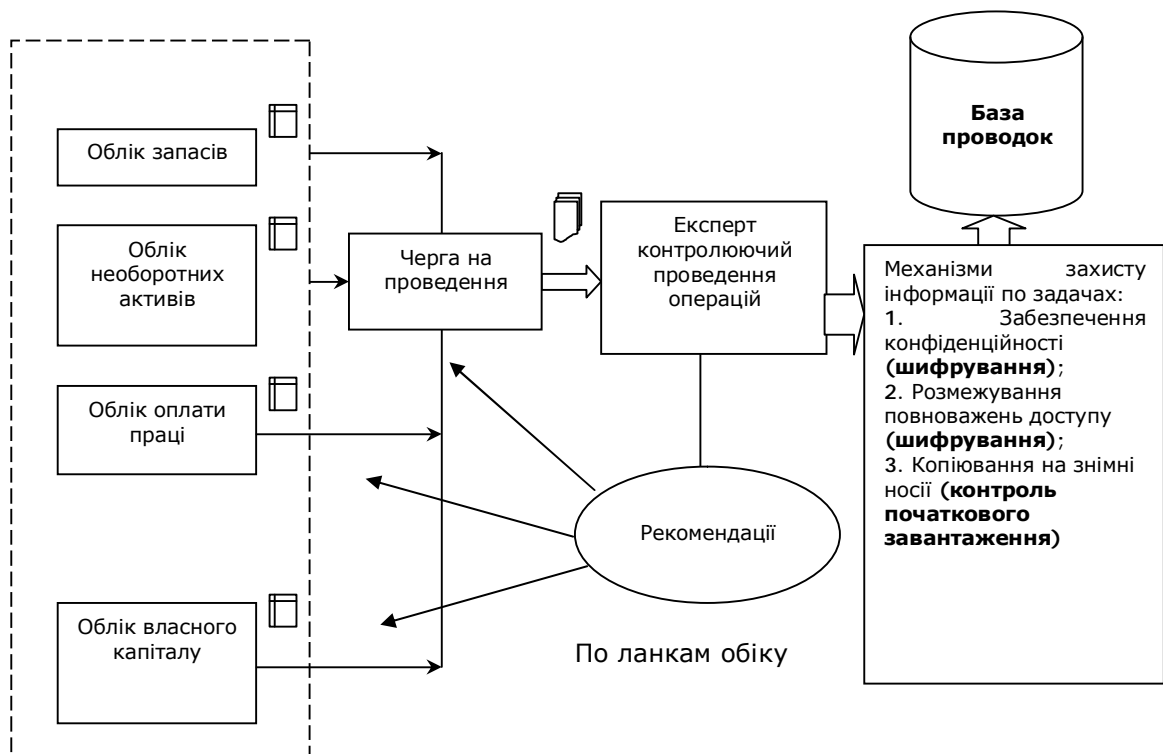 База
проводок
Облік запасів
Облік
необоротних
активів
Черга на
проведення
Експерт
контролюючий
проведення
операцій
Механізми захисту
інформації по задачах:
1. Забезпечення
конфіденційності
(шифрування);
2. Розмежування
повноважень доступу
(шифрування);
3. Копіювання на знімні
носії (контроль
початкового
завантаження)
Облік оплати
праці
Рекомендації
Облік власного
капіталу
По ланкам обіку